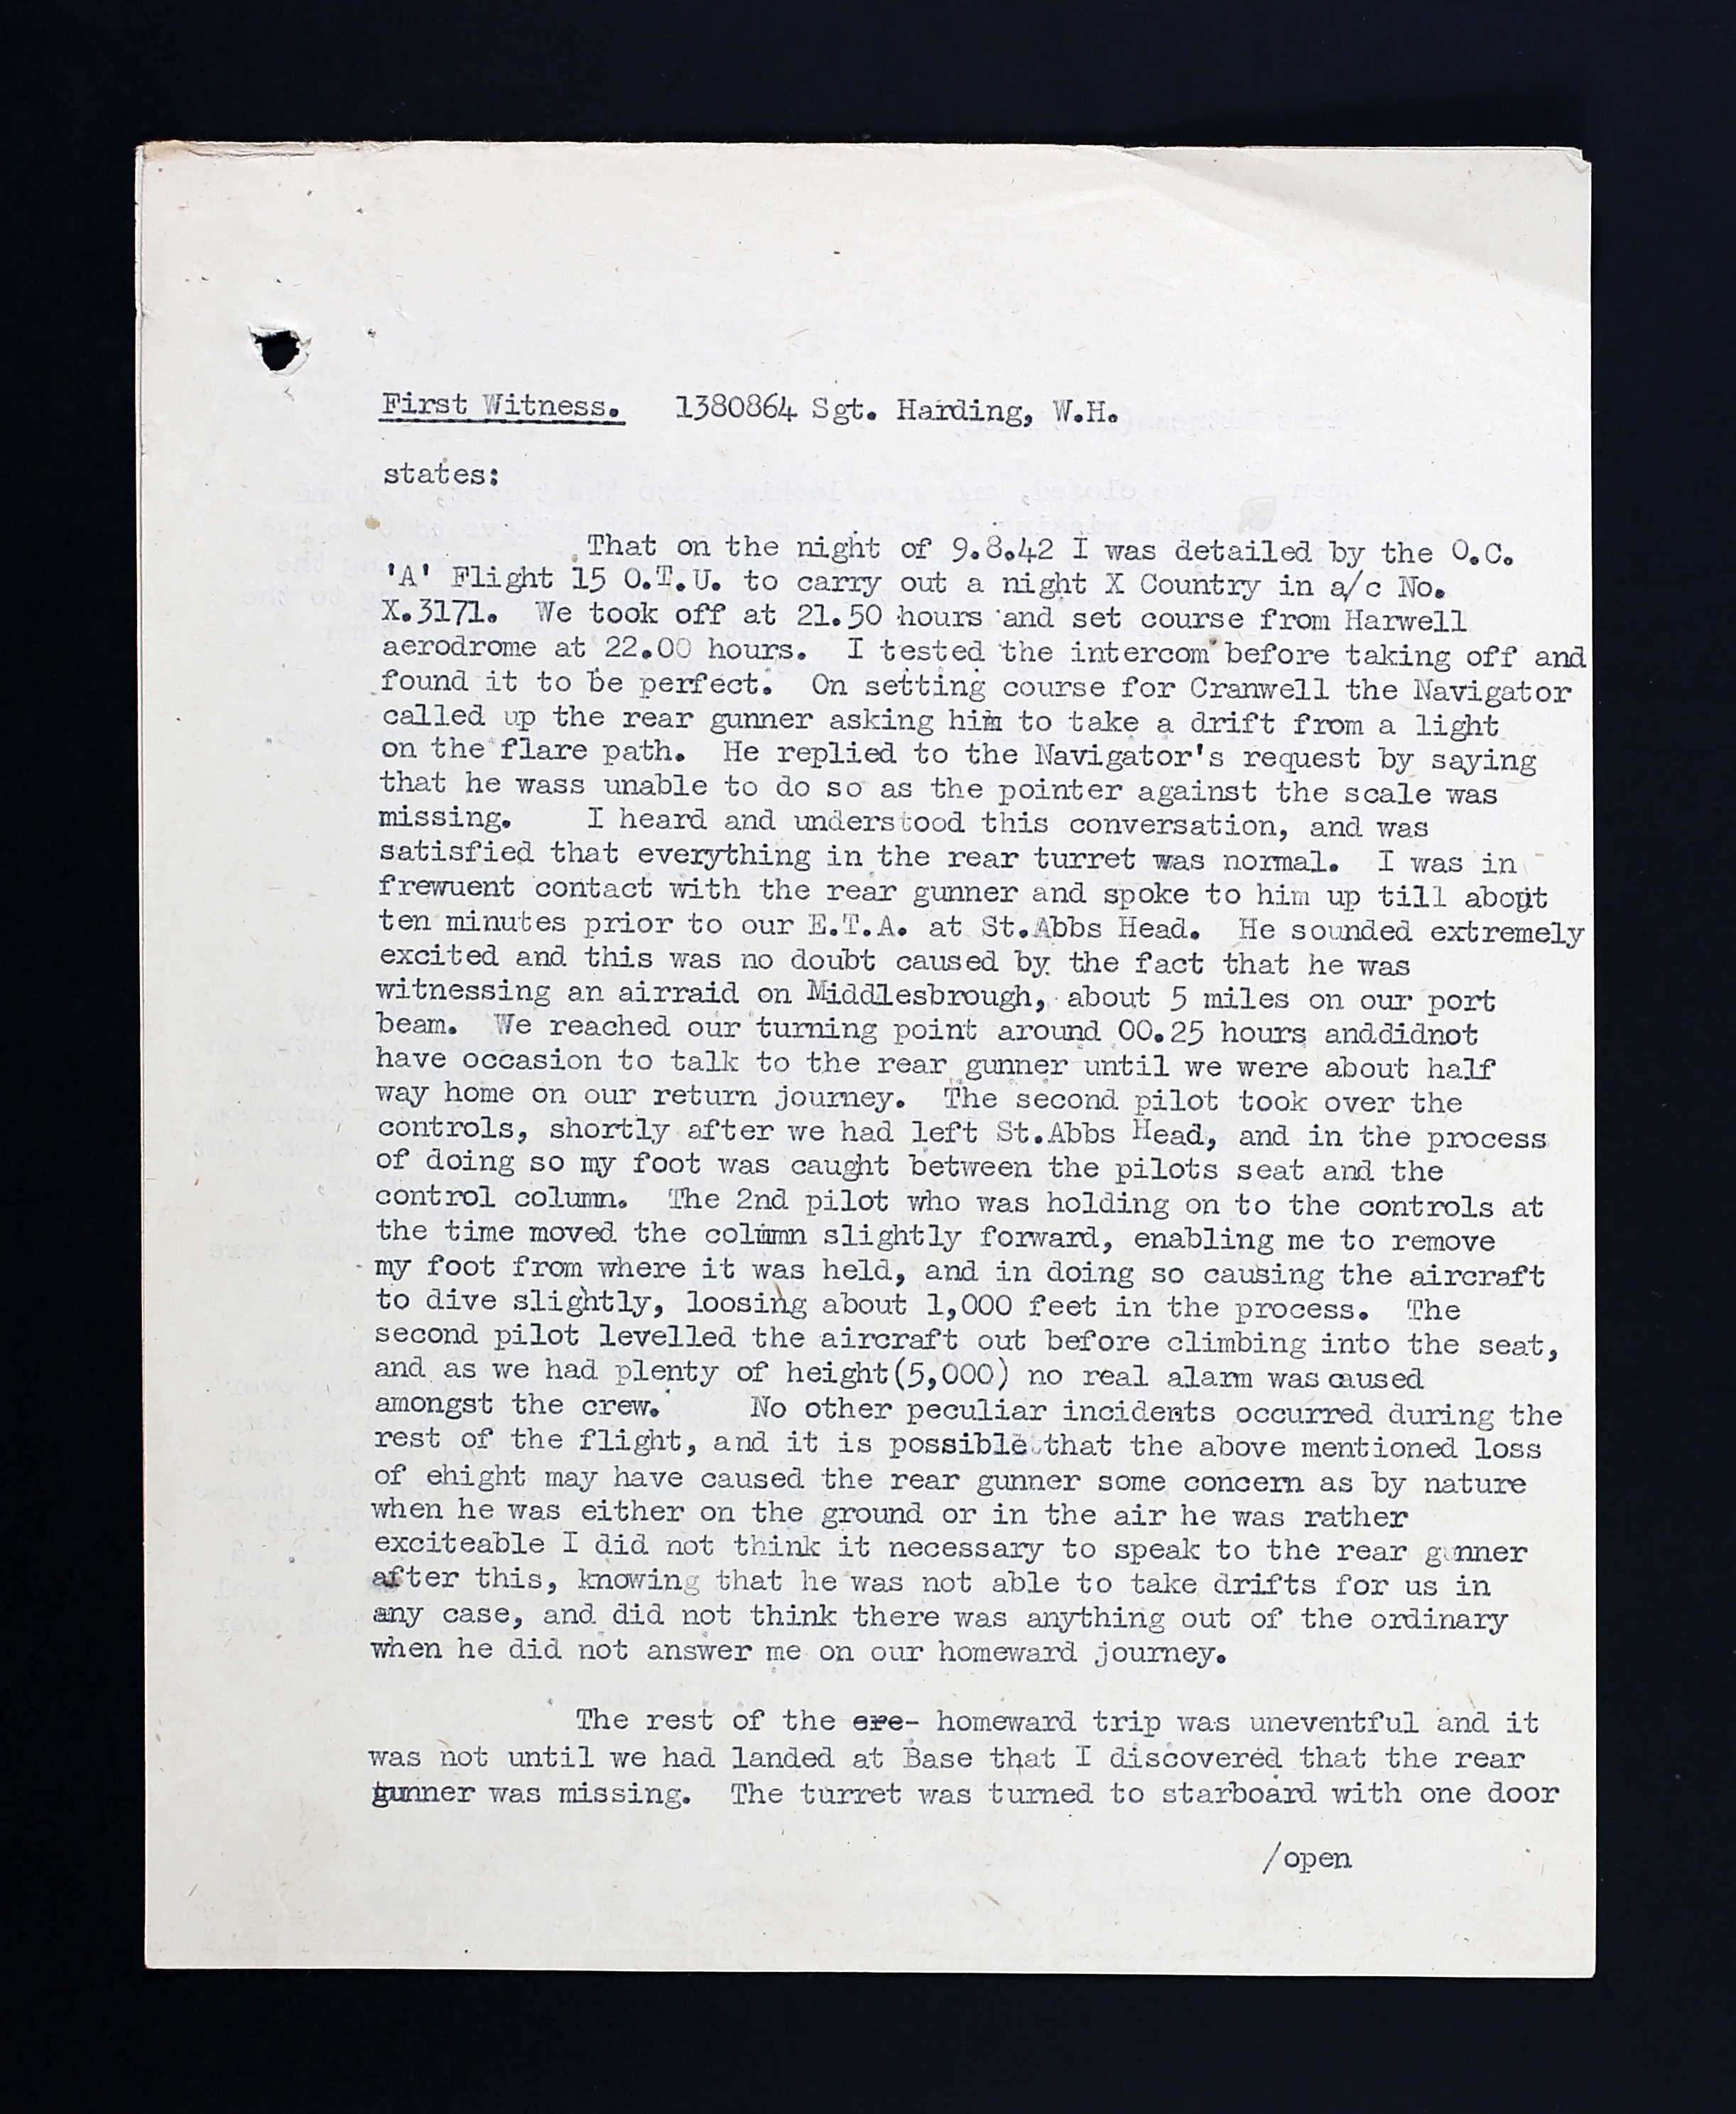 First Witness. 1380864 Sgt. Harding, W.H.
states:
That on the night of 9.8.42 I was detailed by the O.C.
'A' Flight 15 O.T.U. to carry out a night X Country in a/c No.
X.3171. We took off at 21.50 hours and set course from Harwell
aerodrome at 22.00 hours. I tested the intercom before taking off and
found it to be perfect. On setting course for Cranwell the Navigator
called up the rear gunner asking him to take a drift from a light
on the flare path. He replied to the Navigator's request by saying
that he wass unable to do so as the pointer against the scale was
missing. I heard and understood this conversation, and was
satisfied that everything in the rear turret was normal. I was in
frewuent contact with the rear gunner and spoke to him up till about
ten minutes prior to our E.T.A. at St.Abbs Head. He sounded extremely
excited and this was no doubt caused by the fact that he was
witnessing an airraid on Middlesbrough, about 5 miles on our port
beam. We reached our turning point around 00.25 hours anddidnot
have occasion to talk to the rear gunner until we were about half
way home on our return journey. The second pilot took over the
controls, shortly after we had left St.Abbs Head, and in the process
of doing so my foot was caught between the pilots seat and the
control column. The 2nd pilot who was holding on to the controls at
the time moved the column slightly forward, enabling me to remove
my foot from where it was held, and in doing so causing the aircraft
to dive slightly, loosing about 1,000 feet in the process. The
second pilot levelled the aircraft out before climbing into the seat,
and as we had plenty of height(5,000) no real alarm was caused
amongst the crew. No other peculiar incidents occurred during the
rest of the flight, and it is possible that the above mentioned loss
of ehight may have caused the rear gunner some concern as by nature
when he was either on the ground or in the air he was rather
exciteable I did not think it necessary to speak to the rear gunner
after this, knowing that he was not able to take drifts for us in
any case, and did not think there was anything out of the ordinary
when he did not answer me on our homeward journey.
The rest of the ere- homeward trip was uneventful and it
was not until we had landed at Base that I discovered that the rear
gunner was missing. The turret was turned to starboard with one door
/open